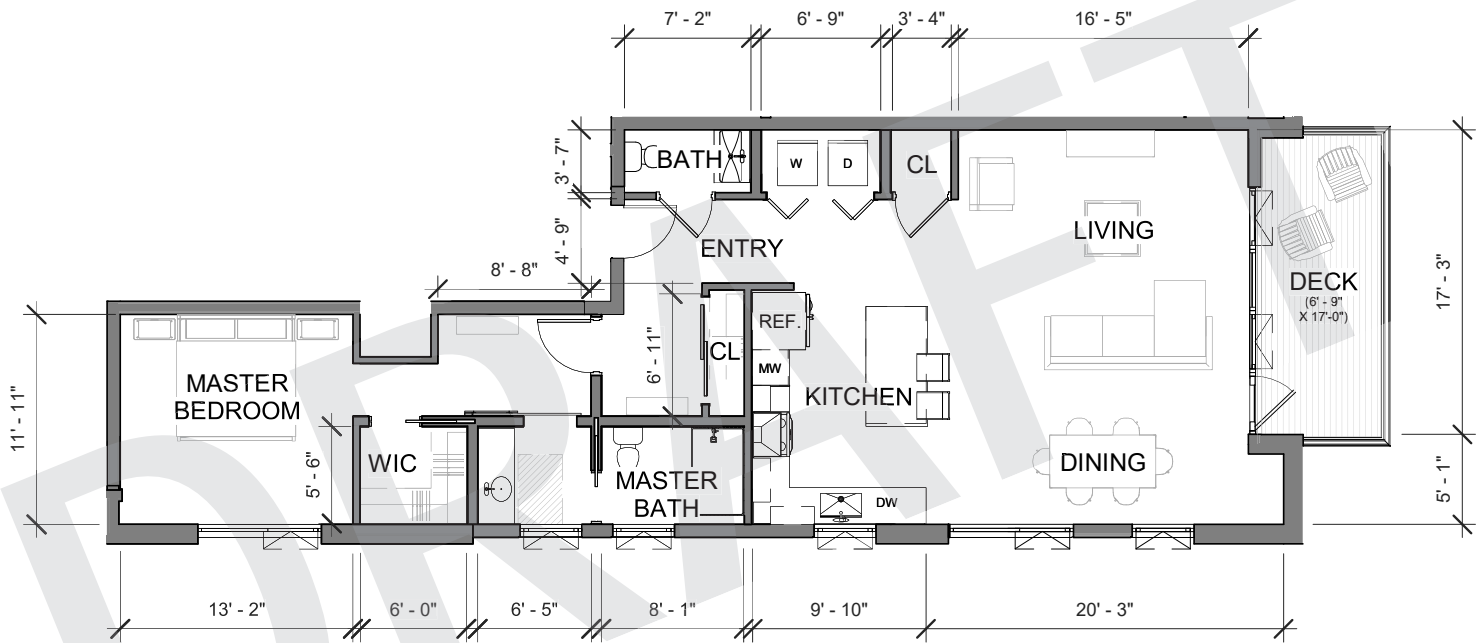 7' - 2"
6' - 9"
3' - 4"
16' - 5"
3' - 7"
BATH
W
D
CL
4' - 9"
ENTRY
LIVING
8' - 8"
DECK
(6' - 9"
X 17'-0")
17' - 3"
REF.
6' - 11"
CL
MW
MASTER
BEDROOM
KITCHEN
11' - 11"
5' - 6"
WIC
MASTER
BATH
DINING
DW
5' - 1"
13' - 2"
6' - 0"
6' - 5"
8' - 1"
9' - 10"
20' - 3"
DRAFT